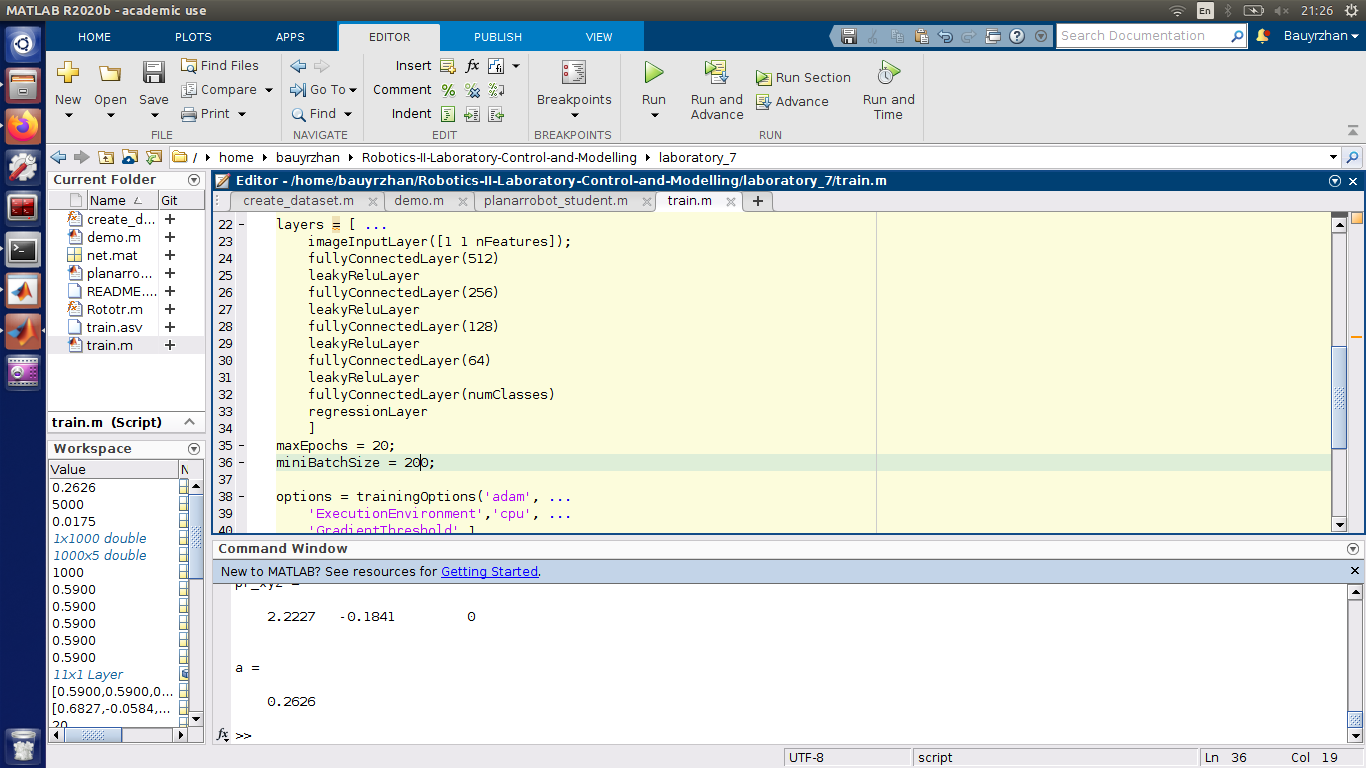 MATLAB R2020b - academic use
En
21:26
HOME
PLOTS
APPS
EDITOR
PUBLISH
VIEW
Search Documentation
Bauyrzhan
New
Open
Save
Find Files
Compare
Print
FILE
Go To
Find
NAVIGATE
Insert
fx
Comment
Indent
EDIT
Breakpoints
BREAKPOINTS
Run
Run and Advance
Run Section
Advance
Run and Time
RUN
/ home bauyrzhan Robotics-II-Laboratory-Control-and-Modelling laboratory_7
Current Folder
Name Git
create_d...
demo.m
net.mat
planarro...
README....
Rototr.m
train.asv
train.m
train.m (Script)
Workspace
Value N
0.2626
5000
0.0175
1x1000 double
1000x5 double
1000
0.5900
0.5900
0.5900
0.5900
0.5900
11x1 Layer
[0.5900,0.5900,0...
[0.6827,-0.0584,...
20
Editor - /home/bauyrzhan/Robotics-II-Laboratory-Control-and-Modelling/laboratory_7/train.m
create_dataset.m
demo.m
planarrobot_student.m
train.m
22 - layers = [ ...
23 imageInputLayer([1 1 nFeatures]);
24 fullyConnectedLayer(512)
25 leakyReluLayer
26 fullyConnectedLayer(256)
27 leakyReluLayer
28 fullyConnectedLayer(128)
29 leakyReluLayer
30 fullyConnectedLayer(64)
31 leakyReluLayer
32 fullyConnectedLayer(numClasses)
33 regressionLayer
34 ]
35 - maxEpochs = 20;
36 - miniBatchSize = 200;
37
38 - options = trainingOptions('adam', ...
39 'ExecutionEnvironment','cpu', ...
40 'GradientThreshold',1
Command Window
New to MATLAB? See resources for Getting Started.
pr_xyz =
2.2227 -0.1841 0
a =
0.2626
fx >>
UTF-8
script
Ln 36 Col 19